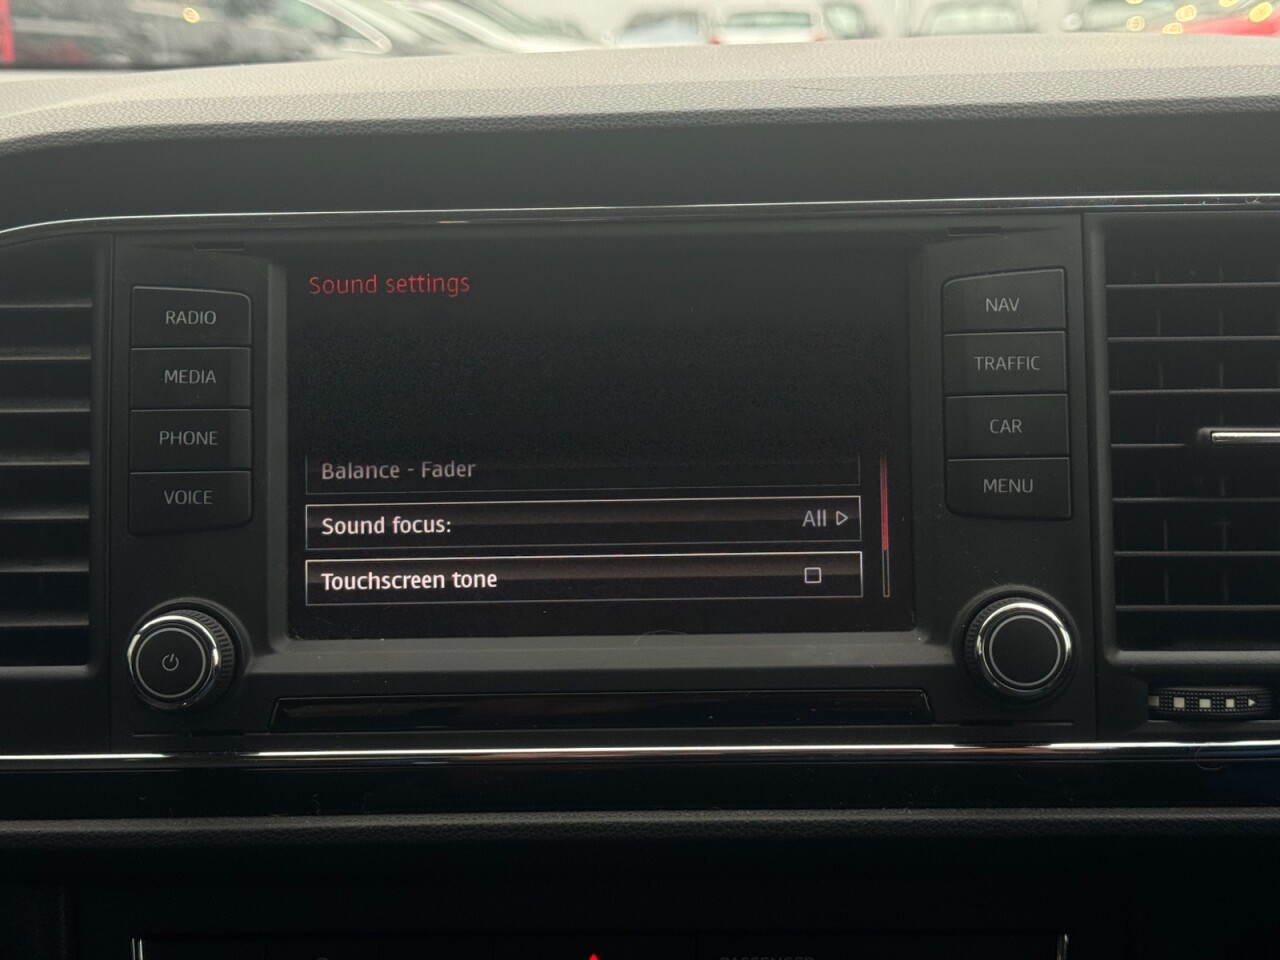 Sound settings
RADIO
MEDIA
PHONE
VOICE
Balance - Fader
Sound focus: All
Touchscreen tone
NAV
TRAFFIC
CAR
MENU